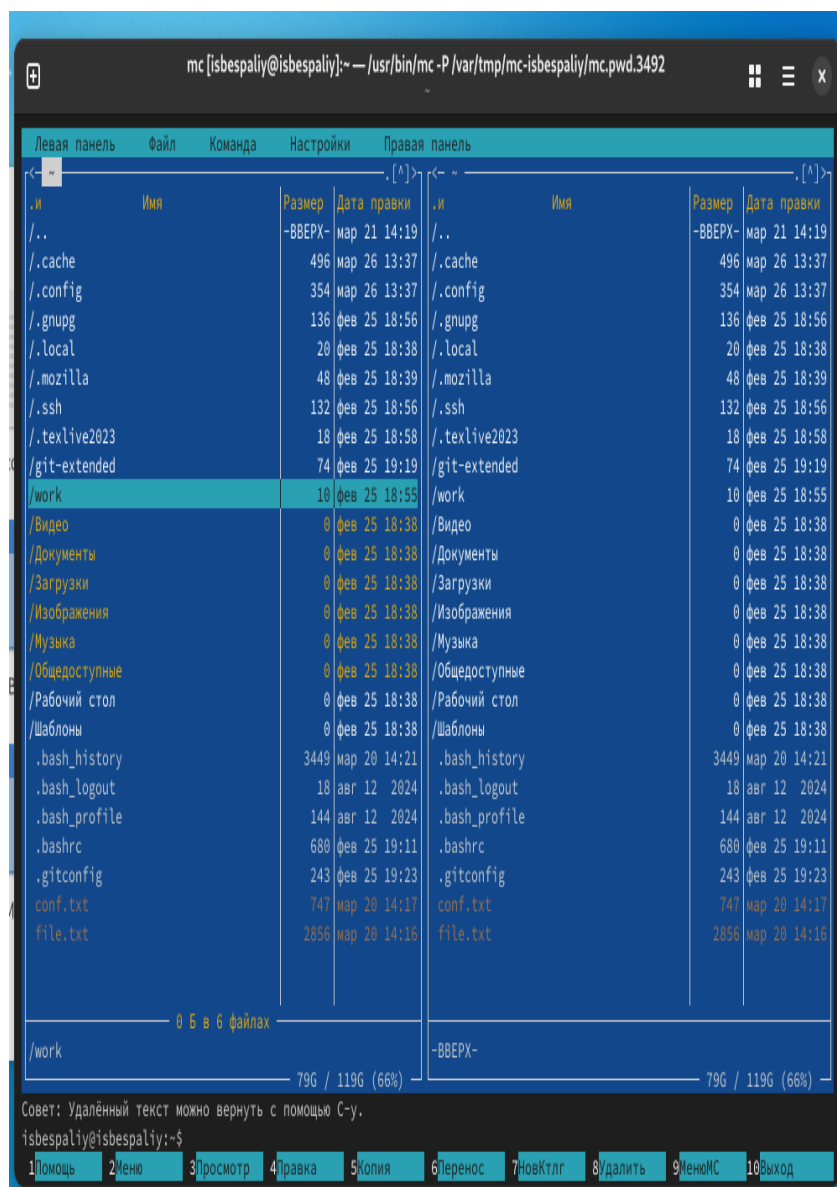 mc [isbespaliy@isbespaliy]:~ — /usr/bin/mc -P /var/tmp/mc-isbespaliy/mc.pwd.3492
~
Левая панель Файл Команда Настройки Правая панель
<- ~ .[^]> <- ~ .[^]>
.и Имя Размер Дата правки .и Имя Размер Дата правки
/.. -ВВЕРХ- мар 21 14:19 /.. -ВВЕРХ- мар 21 14:19
/.cache 496 мар 26 13:37 /.cache 496 мар 26 13:37
/.config 354 мар 26 13:37 /.config 354 мар 26 13:37
/.gnupg 136 фев 25 18:56 /.gnupg 136 фев 25 18:56
/.local 20 фев 25 18:38 /.local 20 фев 25 18:38
/.mozilla 48 фев 25 18:39 /.mozilla 48 фев 25 18:39
/.ssh 132 фев 25 18:56 /.ssh 132 фев 25 18:56
/.texlive2023 18 фев 25 18:58 /.texlive2023 18 фев 25 18:58
/git-extended 74 фев 25 19:19 /git-extended 74 фев 25 19:19
/work 10 фев 25 18:55 /work 10 фев 25 18:55
/Видео 0 фев 25 18:38 /Видео 0 фев 25 18:38
/Документы 0 фев 25 18:38 /Документы 0 фев 25 18:38
/Загрузки 0 фев 25 18:38 /Загрузки 0 фев 25 18:38
/Изображения 0 фев 25 18:38 /Изображения 0 фев 25 18:38
/Музыка 0 фев 25 18:38 /Музыка 0 фев 25 18:38
/Общедоступные 0 фев 25 18:38 /Общедоступные 0 фев 25 18:38
/Рабочий стол 0 фев 25 18:38 /Рабочий стол 0 фев 25 18:38
/Шаблоны 0 фев 25 18:38 /Шаблоны 0 фев 25 18:38
.bash_history 3449 мар 20 14:21 .bash_history 3449 мар 20 14:21
.bash_logout 18 авг 12 2024 .bash_logout 18 авг 12 2024
.bash_profile 144 авг 12 2024 .bash_profile 144 авг 12 2024
.bashrc 680 фев 25 19:11 .bashrc 680 фев 25 19:11
.gitconfig 243 фев 25 19:23 .gitconfig 243 фев 25 19:23
conf.txt 747 мар 20 14:17 conf.txt 747 мар 20 14:17
file.txt 2856 мар 20 14:16 file.txt 2856 мар 20 14:16
0 Б в 6 файлах
/work -ВВЕРХ-
79G / 119G (66%) 79G / 119G (66%)
Совет: Удалённый текст можно вернуть с помощью C-y.
isbespaliy@isbespaliy:~$
1Помощь 2Меню 3Просмотр 4Правка 5Копия 6Перенос 7НовКтлг 8Удалить 9МенюМС 10Выход